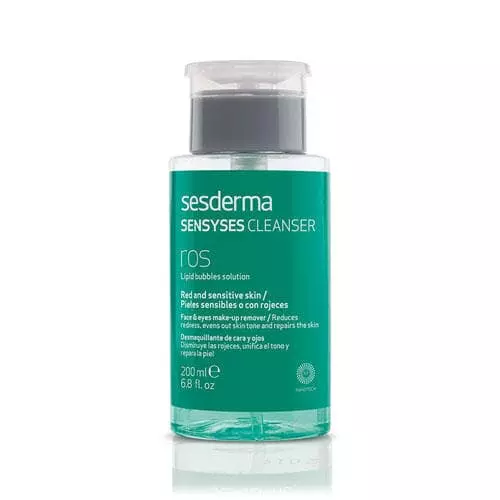 sesderma
SENSYSES CLEANSER
ros
Lipid bubbles solution
Red and sensitive skin /
Pieles sensibles o con rojeces
Face & eyes make-up remover / Reduces
redness, evens out skin tone and repairs the skin
Desmaquillante de cara y ojos
Disminuye las rojeces, unifica el tono y
repara la piel
200 ml ℮
6.8 fl. oz
NANOTECH